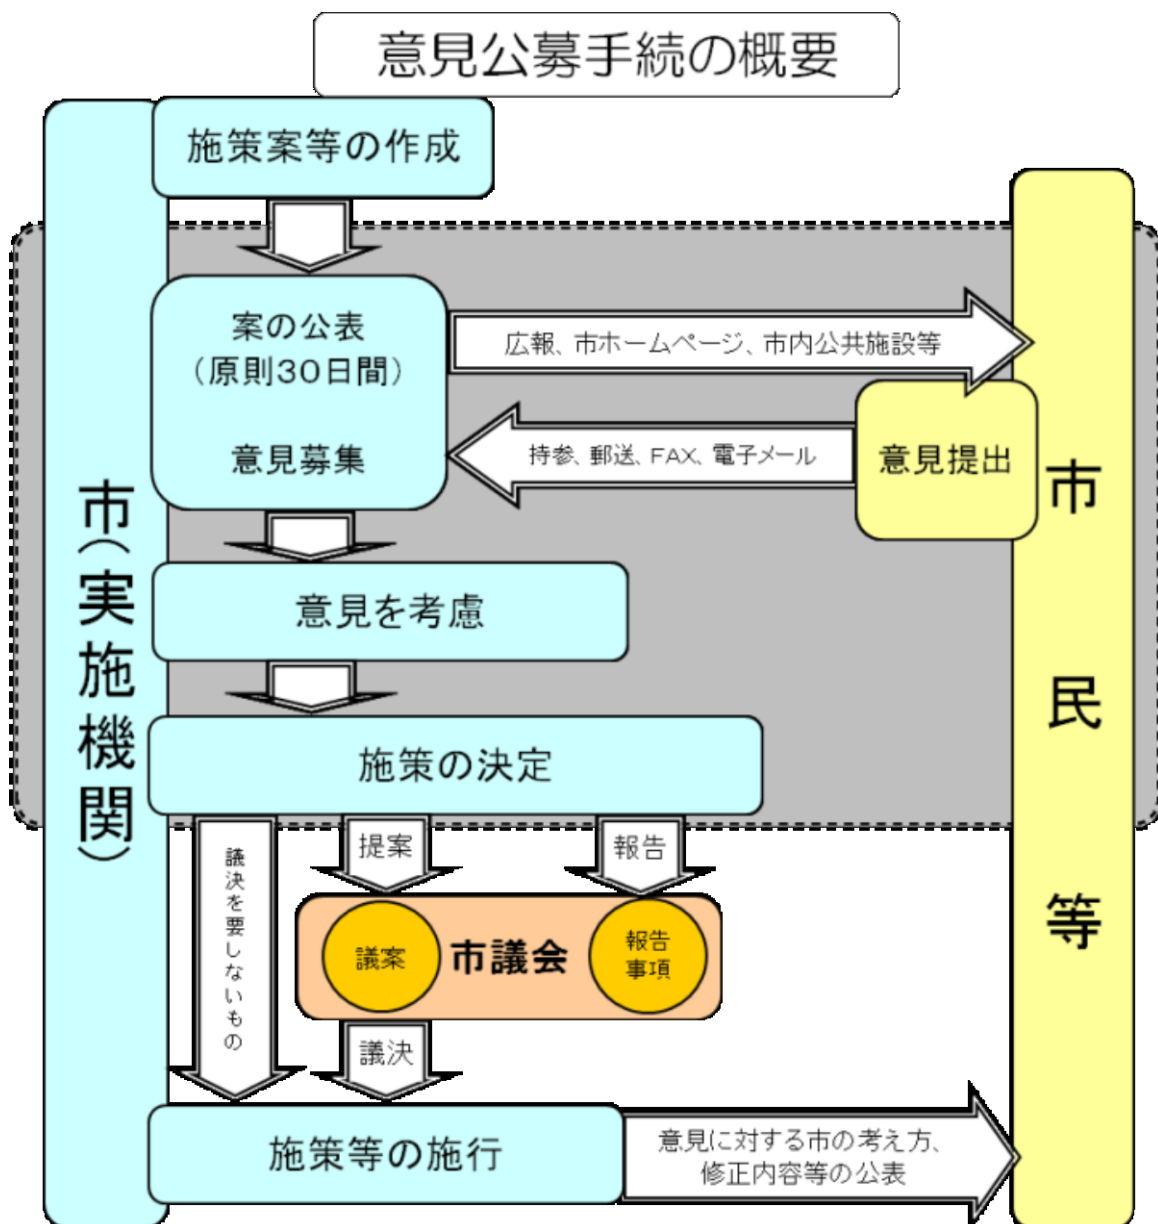 意見公募手続の概要
施策案等の作成
案の公表
（原則30日間）
意見募集
広報、市ホームページ、市内公共施設等
持参、郵送、FAX、電子メール
意見提出
市（実施機関）
市民等
意見を考慮
施策の決定
議決を要しないもの
提案
報告
議案
市議会
報告
事項
議決
施策等の施行
意見に対する市の考え方、
修正内容等の公表